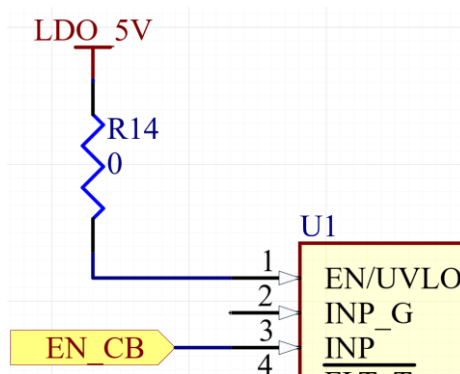 LDO_5V
R14
0
U1
1 EN/UVLO
2 INP_G
3 INP
EN_CB
4